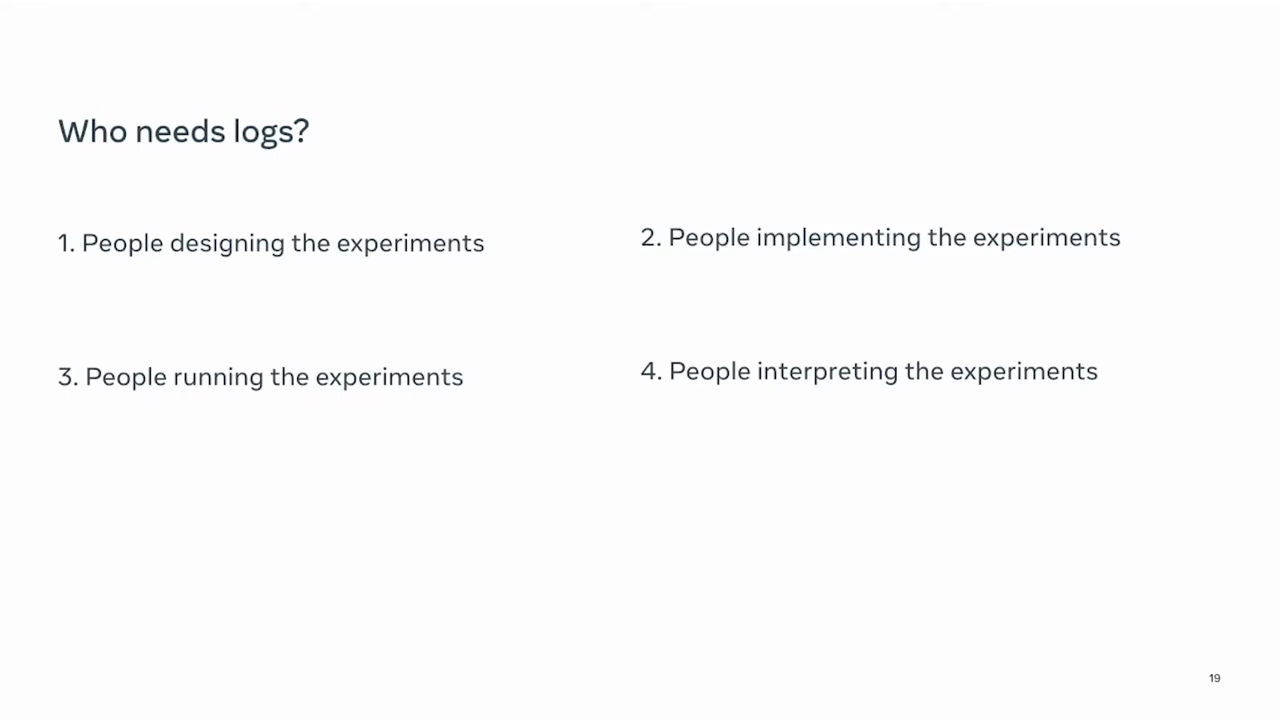 Who needs logs?
1. People designing the experiments
2. People implementing the experiments
3. People running the experiments
4. People interpreting the experiments
19